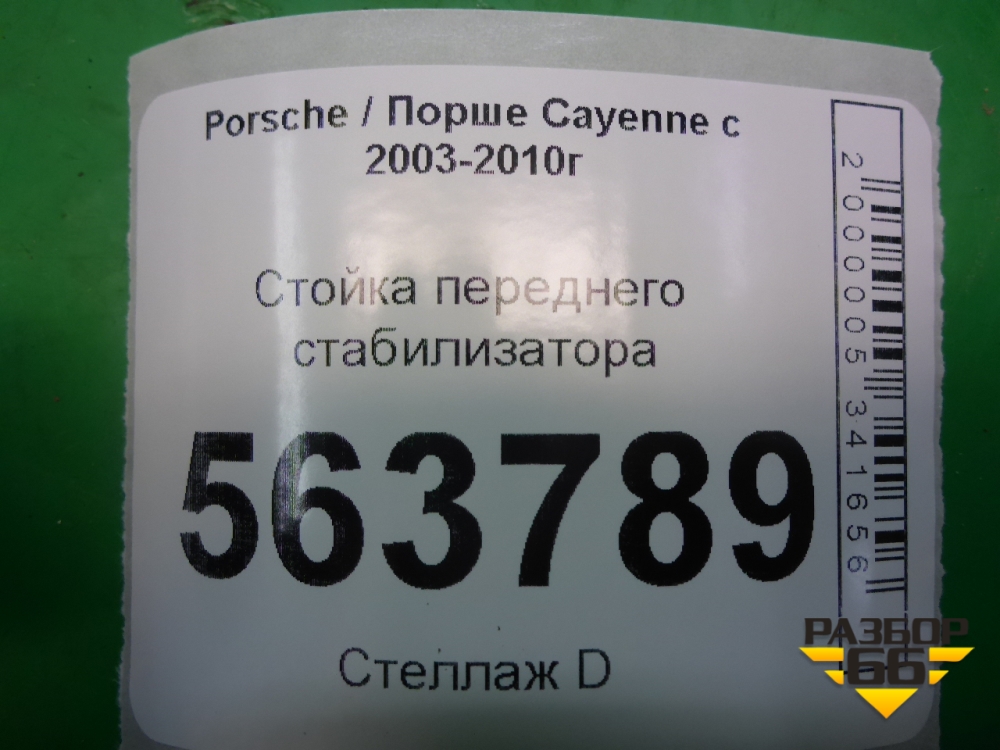 Porsche / Порше Cayenne с
2003-2010г
Стойка переднего
стабилизатора
563789
Стеллаж D
2000005341656
РАЗБОР
66